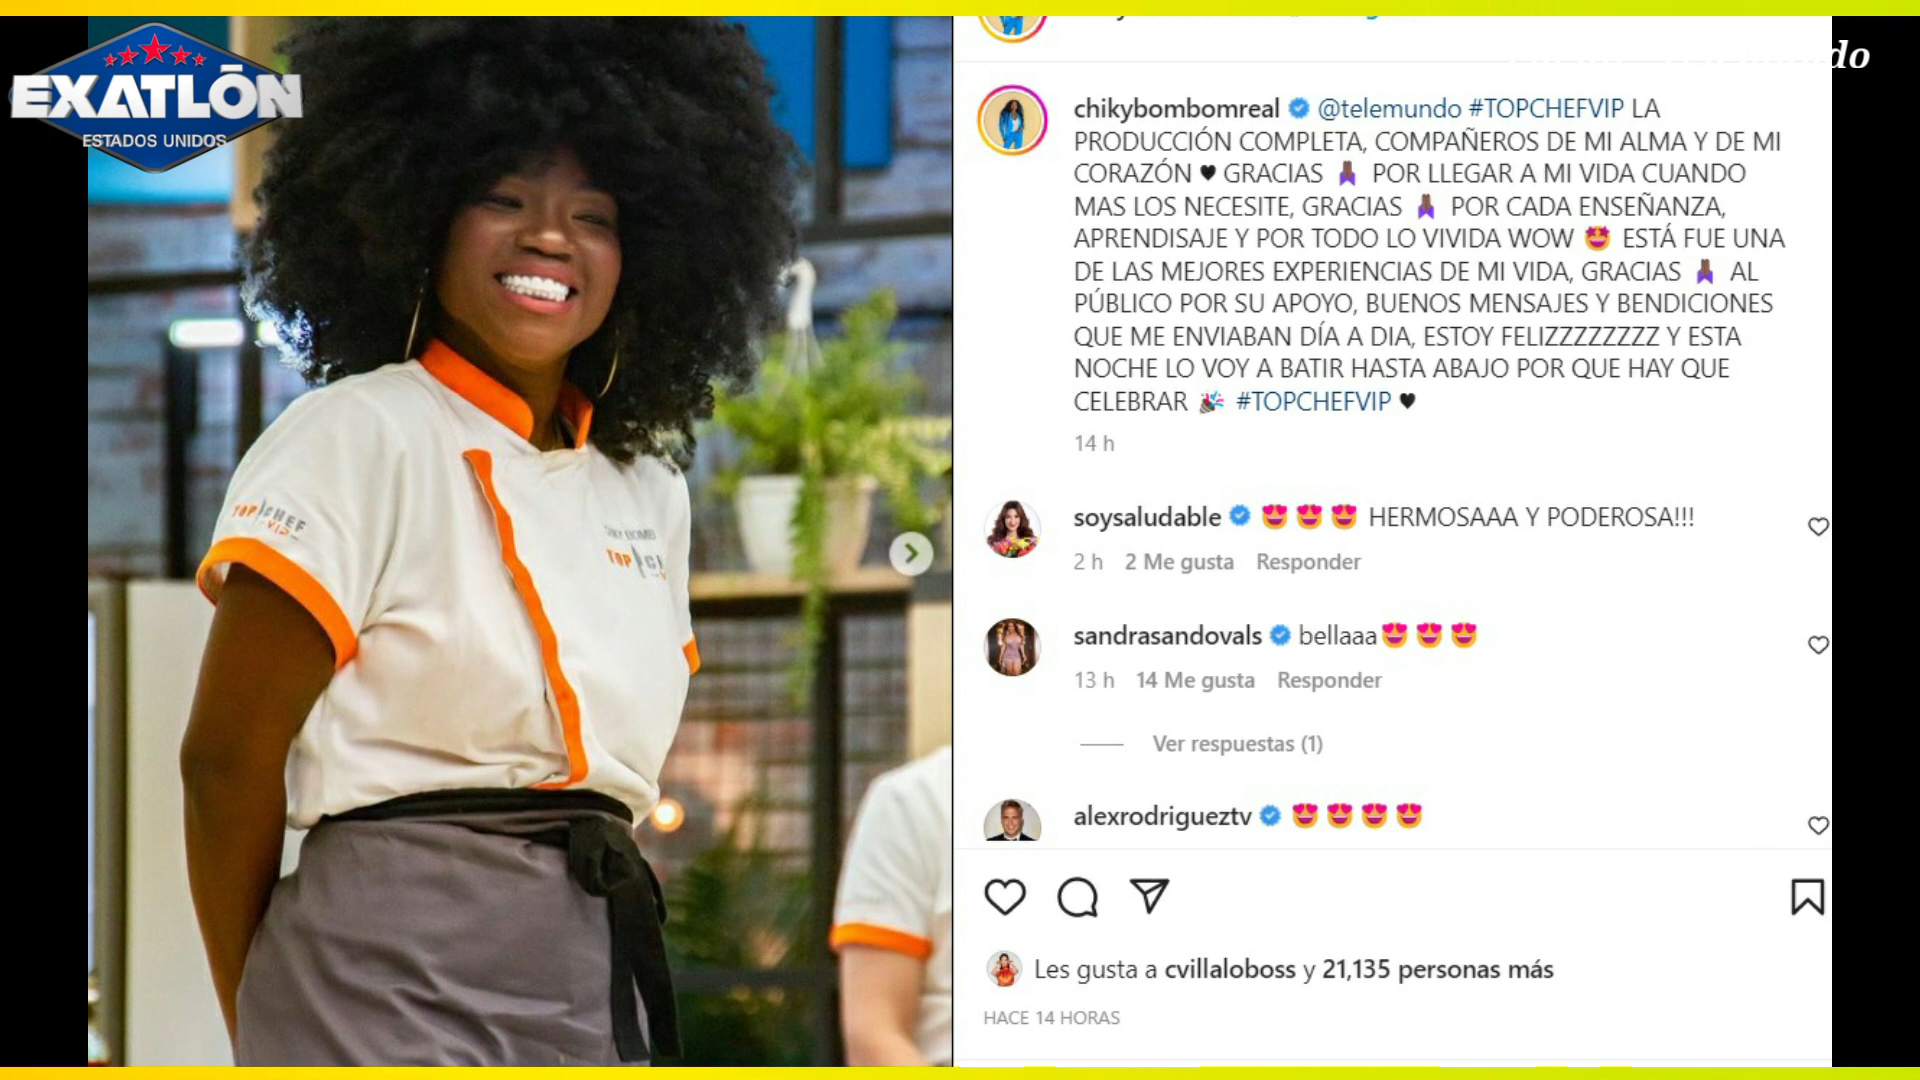 EXATLŌN
ESTADOS UNIDOS
do
chikybombomreal @telemundo #TOPCHEFVIP LA
PRODUCCIÓN COMPLETA, COMPAÑEROS DE MI ALMA Y DE MI
CORAZÓN ♥ GRACIAS POR LLEGAR A MI VIDA CUANDO
MAS LOS NECESITE, GRACIAS POR CADA ENSEÑANZA,
APRENDISAJE Y POR TODO LO VIVIDA WOW 🤩 ESTÁ FUE UNA
DE LAS MEJORES EXPERIENCIAS DE MI VIDA, GRACIAS AL
PÚBLICO POR SU APOYO, BUENOS MENSAJES Y BENDICIONES
QUE ME ENVIABAN DÍA A DIA, ESTOY FELIZZZZZZZZ Y ESTA
NOCHE LO VOY A BATIR HASTA ABAJO POR QUE HAY QUE
CELEBRAR 🎉 #TOPCHEFVIP ♥
14 h
soysaludable 😍😍😍 HERMOSAAA Y PODEROSA!!!
2 h 2 Me gusta Responder
sandrasandovals bellaaa😍😍😍
13 h 14 Me gusta Responder
Ver respuestas (1)
alexrodrigueztv 😍😍😍😍
Les gusta a cvillaloboss y 21,135 personas más
HACE 14 HORAS
TOP CHEF
VIP
TOP